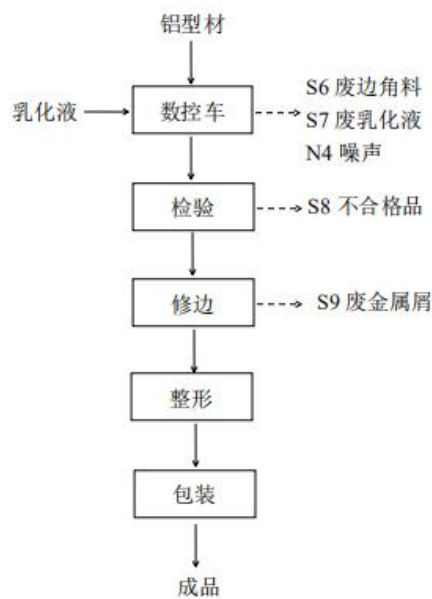 铝型材
乳化液
数控车
S6 废边角料
S7 废乳化液
N4 噪声
检验
S8 不合格品
修边
S9 废金属屑
整形
包装
成品